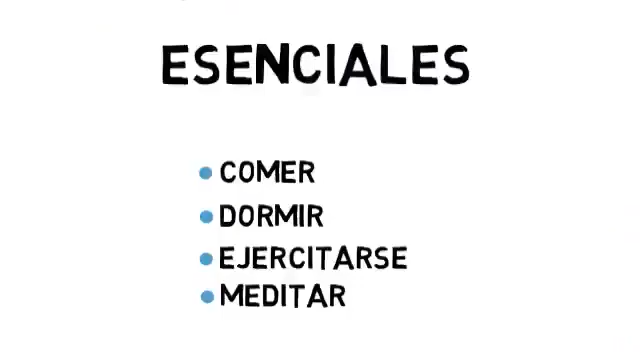 ESENCIALES
• COMER
• DORMIR
• EJERCITARSE
• MEDITAR